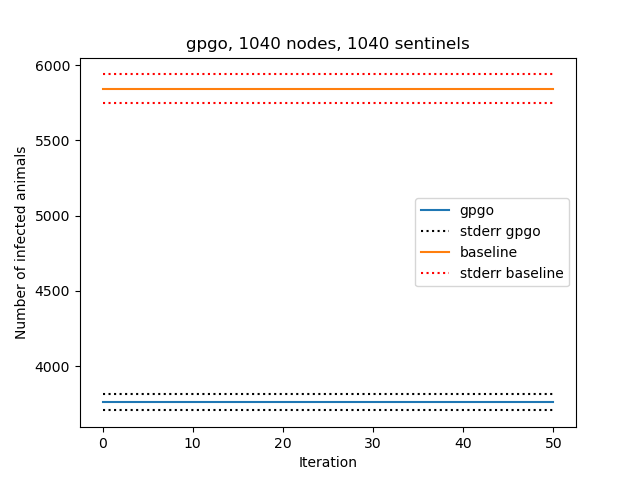 gpgo, 1040 nodes, 1040 sentinels
6000
5500
5000
4500
4000
Number of infected animals
gpgo
stderr gpgo
baseline
stderr baseline
0 10 20 30 40 50
Iteration